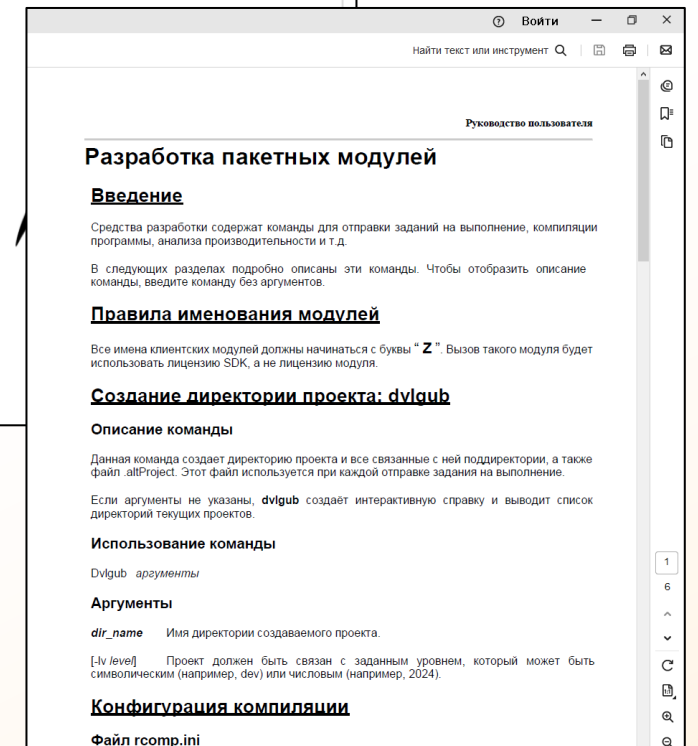 Войти
Найти текст или инструмент
Руководство пользователя
Разработка пакетных модулей
Введение
Средства разработки содержат команды для отправки заданий на выполнение, компиляции
программы, анализа производительности и т.д.
В следующих разделах подробно описаны эти команды. Чтобы отобразить описание
команды, введите команду без аргументов.
Правила именования модулей
Все имена клиентских модулей должны начинаться с буквы “ Z ”. Вызов такого модуля будет
использовать лицензию SDK, а не лицензию модуля.
Создание директории проекта: dvlgub
Описание команды
Данная команда создает директорию проекта и все связанные с ней поддиректории, а также
файл .altProject. Этот файл используется при каждой отправке задания на выполнение.
Если аргументы не указаны, dvlgub создаёт интерактивную справку и выводит список
директорий текущих проектов.
Использование команды
Dvlgub аргументы
Аргументы
dir_name Имя директории создаваемого проекта.
[-lv level] Проект должен быть связан с заданным уровнем, который может быть
символическим (например, dev) или числовым (например, 2024).
Конфигурация компиляции
Файл rcomp.ini
1
6